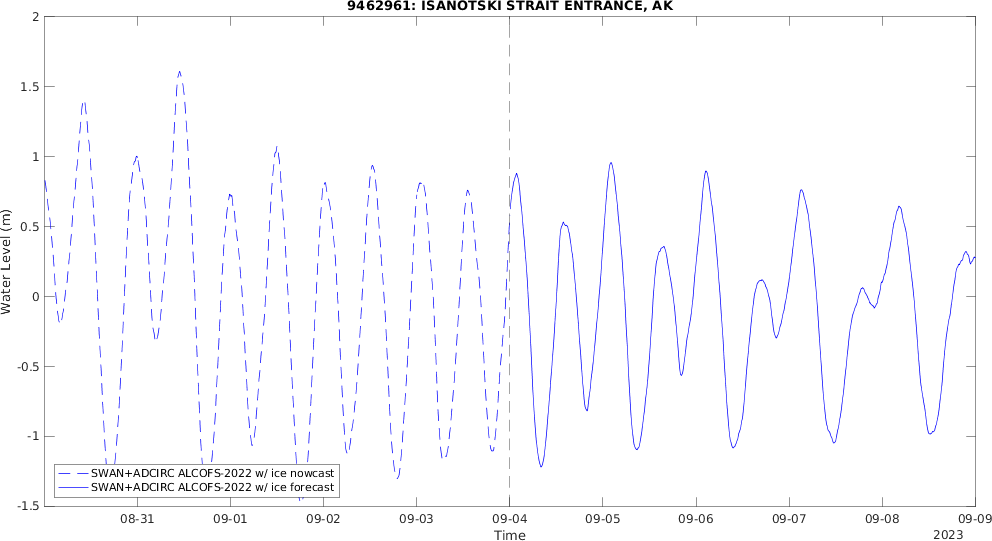 9462961: ISANOTSKI STRAIT ENTRANCE, AK
2
1.5
1
0.5
0
-0.5
-1
-1.5
Water Level (m)
SWAN+ADCIRC ALCOFS-2022 w/ ice nowcast
SWAN+ADCIRC ALCOFS-2022 w/ ice forecast
08-31 09-01 09-02 09-03 09-04 09-05 09-06 09-07 09-08 09-09
Time
2023